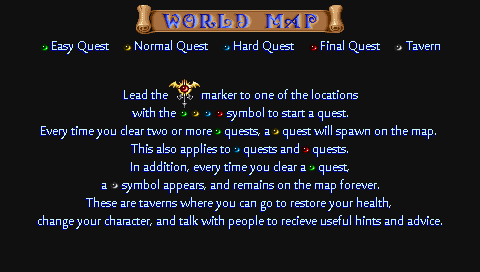 WORLD MAP
Easy Quest Normal Quest Hard Quest Final Quest Tavern
Lead the marker to one of the locations
with the symbol to start a quest.
Every time you clear two or more quests, a quest will spawn on the map.
This also applies to quests and quests.
In addition, every time you clear a quest,
a symbol appears, and remains on the map forever.
These are taverns where you can go to restore your health,
change your character, and talk with people to recieve useful hints and advice.